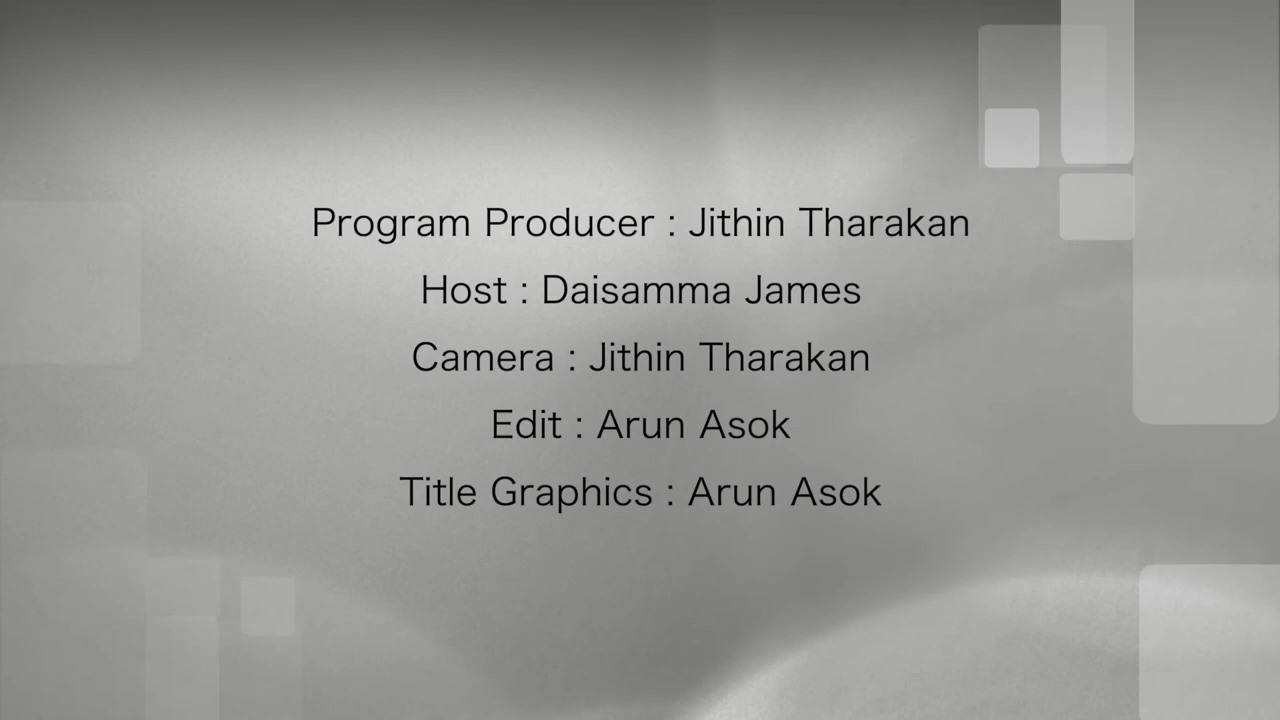 Program Producer : Jithin Tharakan
Host : Daisamma James
Camera : Jithin Tharakan
Edit : Arun Asok
Title Graphics : Arun Asok